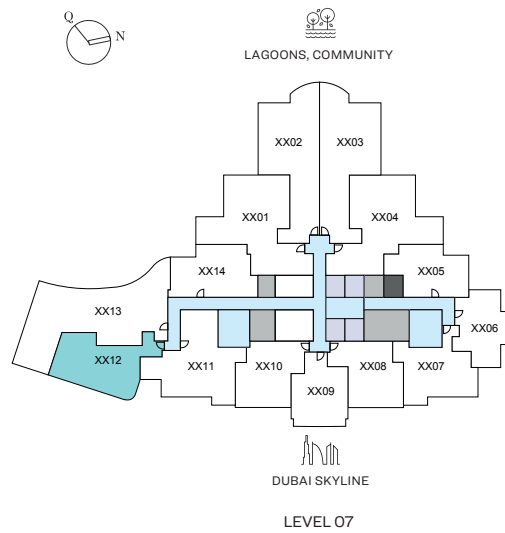 Q
N
LAGOONS, COMMUNITY
XX02 XX03
XX01 XX04
XX14 XX05
XX13
XX06
XX12
XX11 XX10 XX08 XX07
XX09
DUBAI SKYLINE
LEVEL 07